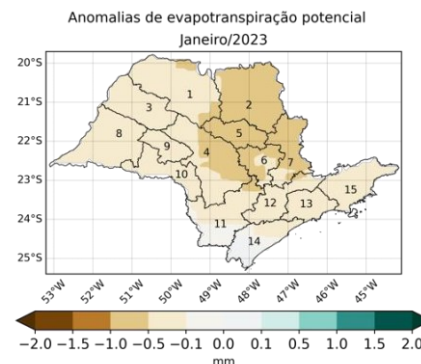 Anomalias de evapotranspiração potencial
Janeiro/2023
20°S
21°S
22°S
23°S
24°S
25°S
1
2
3
4
5
6
7
8
9
10
11
12
13
14
15
53°W 52°W 51°W 50°W 49°W 48°W 47°W 46°W 45°W
−2.0 −1.5 −1.0 −0.5 −0.1 0.0 0.1 0.5 1.0 1.5 2.0
mm